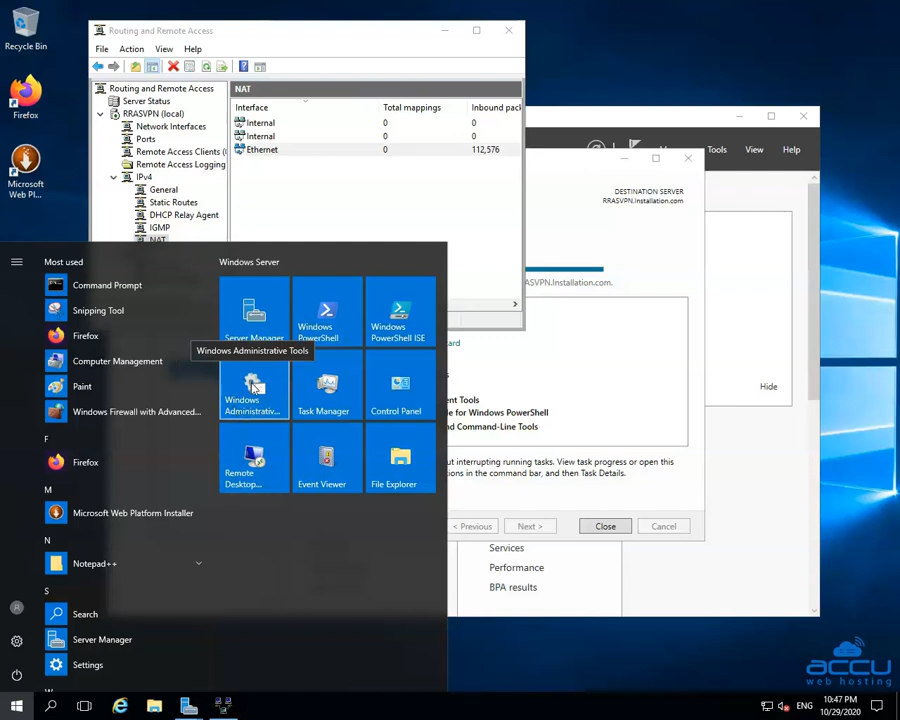 Recycle Bin
Firefox
Microsoft
Web Pl...
Routing and Remote Access
File Action View Help
Routing and Remote Access
Server Status
RRASVPN (local)
Network Interfaces
Ports
Remote Access Clients (
Remote Access Logging
IPv4
General
Static Routes
DHCP Relay Agent
IGMP
NAT
NAT
Interface Total mappings Inbound pack
Internal 0 0
Internal 0 0
Ethernet 0 112,576
Tools View Help
DESTINATION SERVER
RRASVPN.Installation.com
ASVPN.Installation.com.
ard
ent Tools
le for Windows PowerShell
nd Command-Line Tools
ut interrupting running tasks. View task progress or open this
ions in the command bar, and then Task Details.
< Previous Next > Close Cancel
Hide
Services
Performance
BPA results
Most used
Command Prompt
Snipping Tool
Firefox
Computer Management
Paint
Windows Firewall with Advanced...
F
Firefox
M
Microsoft Web Platform Installer
N
Notepad++
S
Search
Server Manager
Settings
Windows Server
Server Manager
Windows
PowerShell
Windows
PowerShell ISE
Windows Administrative Tools
Windows
Administrativ...
Task Manager
Control Panel
Remote
Desktop...
Event Viewer
File Explorer
accu
web hosting
ENG
10:47 PM
10/29/2020